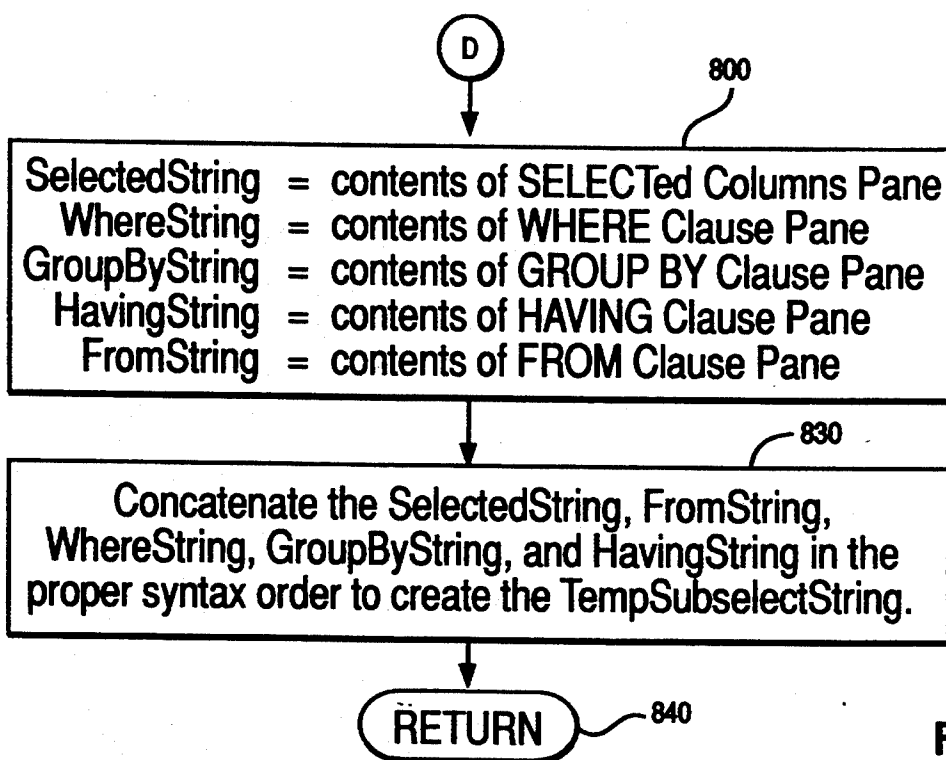 D
800
SelectedString = contents of SELECTed Columns Pane
WhereString = contents of WHERE Clause Pane
GroupByString = contents of GROUP BY Clause Pane
HavingString = contents of HAVING Clause Pane
FromString = contents of FROM Clause Pane
830
Concatenate the SelectedString, FromString,
WhereString, GroupByString, and HavingString in the
proper syntax order to create the TempSubselectString.
RETURN
840